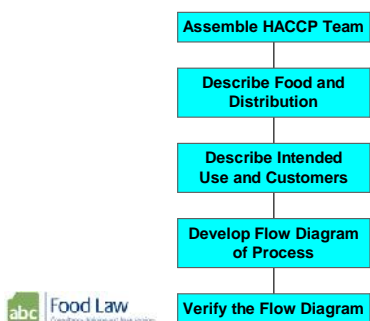 Assemble HACCP Team
Describe Food and
Distribution
Describe Intended
Use and Customers
Develop Flow Diagram
of Process
Verify the Flow Diagram
abc Food Law